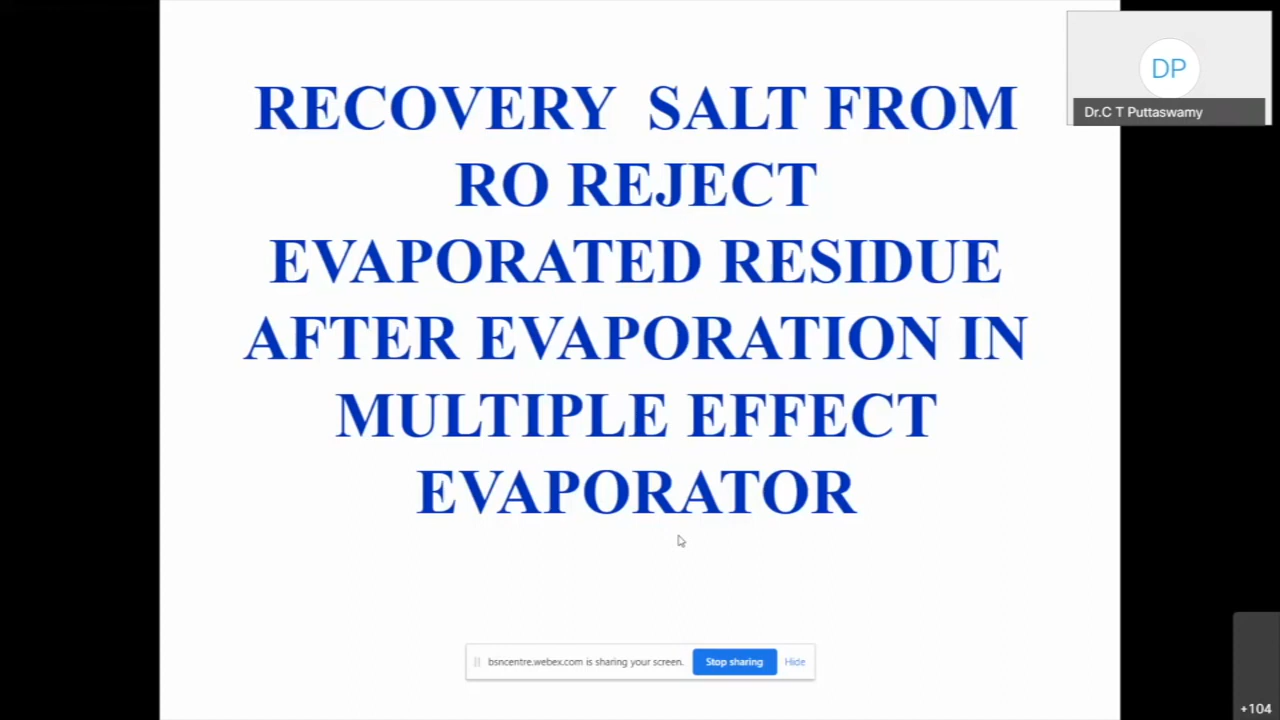 RECOVERY SALT FROM
RO REJECT
EVAPORATED RESIDUE
AFTER EVAPORATION IN
MULTIPLE EFFECT
EVAPORATOR
DP
Dr.C T Puttaswamy
bsncentre.webex.com is sharing your screen.
Stop sharing
Hide
+104